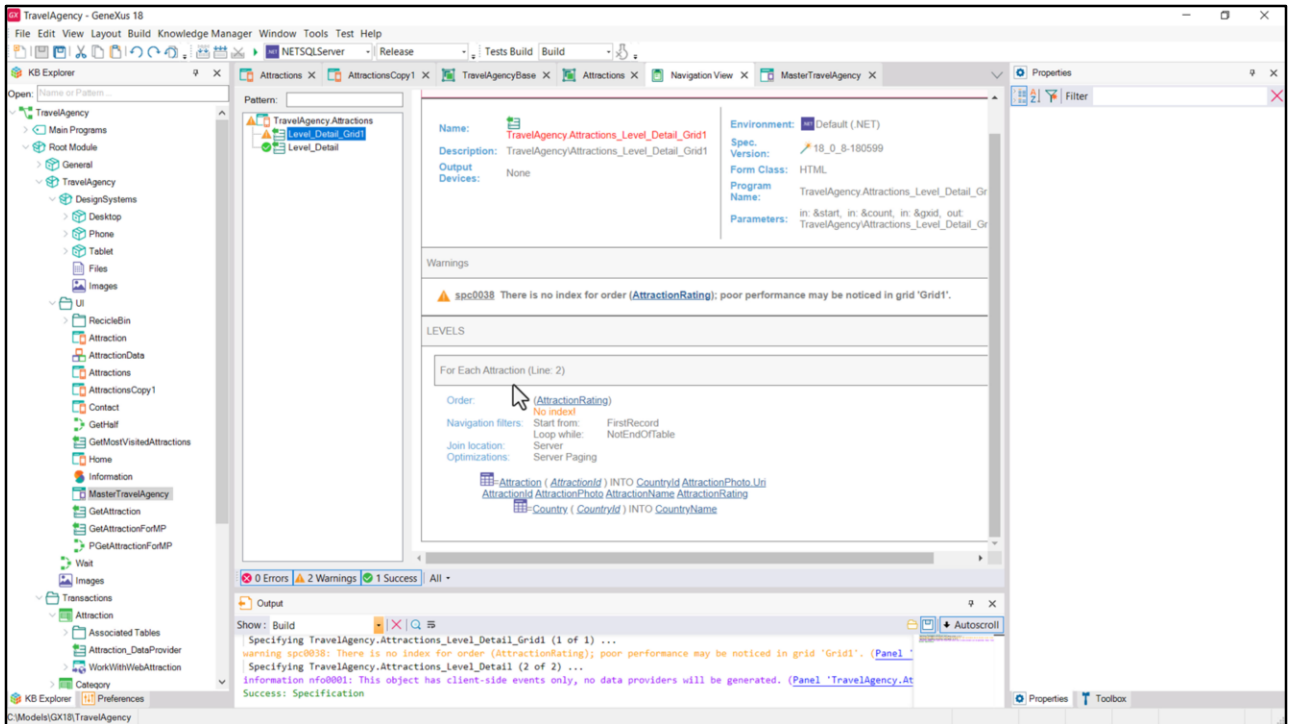 TravelAgency - GeneXus 18
File Edit View Layout Build Knowledge Manager Window Tools Test Help
NETSQLServer Release Tests Build Build
KB Explorer
Open: Name or Pattern ...
TravelAgency
Main Programs
Root Module
General
TravelAgency
DesignSystems
Desktop
Phone
Tablet
Files
Images
UI
RecicleBin
Attraction
AttractionData
Attractions
AttractionsCopy1
Contact
GetHalf
GetMostVisitedAttractions
Home
Information
MasterTravelAgency
GetAttraction
GetAttractionForMP
PGetAttractionForMP
Wait
Images
Transactions
Attraction
Associated Tables
Attraction_DataProvider
WorkWithWebAttraction
Category
KB Explorer Preferences
Attractions X AttractionsCopy1 X TravelAgencyBase X Attractions X Navigation View X MasterTravelAgency X
Pattern:
TravelAgency.Attractions
Level_Detail_Grid1
Level_Detail
Name: TravelAgency.Attractions_Level_Detail_Grid1
Description: TravelAgency\Attractions_Level_Detail_Grid1
Output Devices: None
Environment: Default (.NET)
Spec. Version: 18_0_8-180599
Form Class: HTML
Program Name: TravelAgency.Attractions_Level_Detail_Gr
Parameters: in: &start, in: &count, in: &gxid, out:
TravelAgency\Attractions_Level_Detail_Gr
Warnings
spc0038 There is no index for order (AttractionRating); poor performance may be noticed in grid 'Grid1'.
LEVELS
For Each Attraction (Line: 2)
Order: (AttractionRating)
No index!
Navigation filters: Start from: FirstRecord
Loop while: NotEndOfTable
Join location: Server
Optimizations: Server Paging
=Attraction ( AttractionId ) INTO CountryId AttractionPhoto.Uri
AttractionId AttractionPhoto AttractionName AttractionRating
=Country ( CountryId ) INTO CountryName
0 Errors 2 Warnings 1 Success All
Output
Show: Build Autoscroll
Specifying TravelAgency.Attractions_Level_Detail_Grid1 (1 of 1) ...
warning spc0038: There is no index for order (AttractionRating); poor performance may be noticed in grid 'Grid1'. (Panel '
Specifying TravelAgency.Attractions_Level_Detail (2 of 2) ...
information nfo0001: This object has client-side events only, no data providers will be generated. (Panel 'TravelAgency.At
Success: Specification
Properties
Filter
Properties Toolbox
C:\Models\GX18\TravelAgency